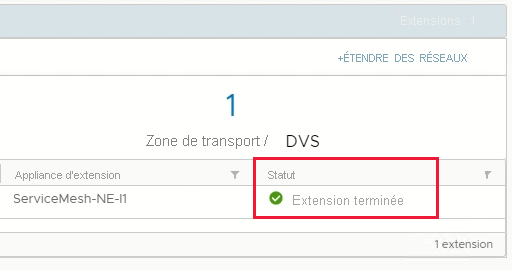 Extensions : 1
+ÉTENDRE DES RÉSEAUX
1
Zone de transport / DVS
Appliance d'extension Statut
ServiceMesh-NE-I1 Extension terminée
1 extension